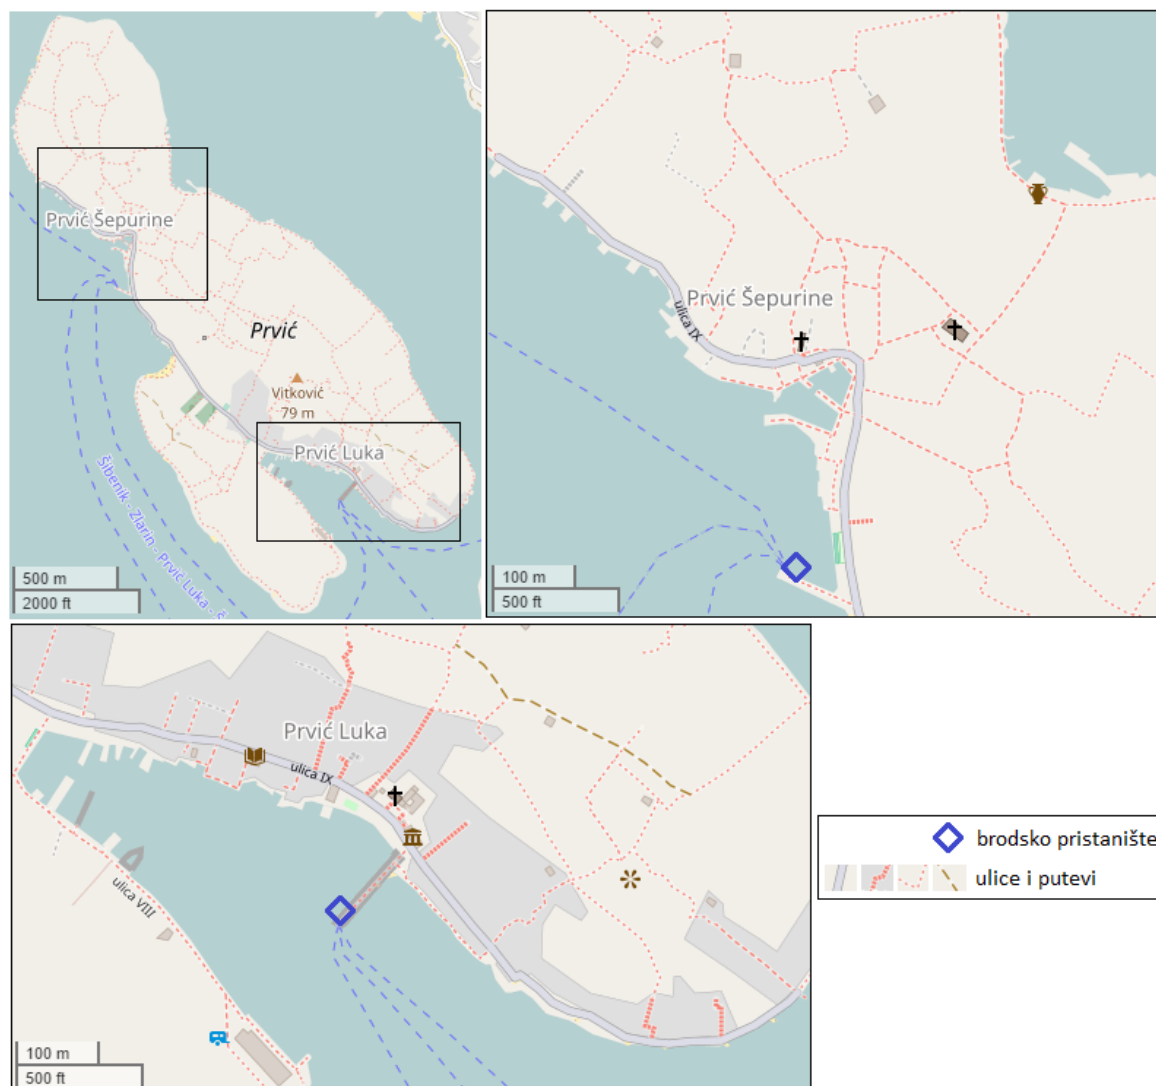 Prvić Šepurine
Prvić
Vitković
79 m
Prvić Luka
Šibenik - Zlarin - Prvić Luka - Š
500 m
2000 ft
Prvić Šepurine
ulica IX
100 m
500 ft
Prvić Luka
ulica IX
ulica VIII
100 m
500 ft
brodsko pristanište
ulice i putevi